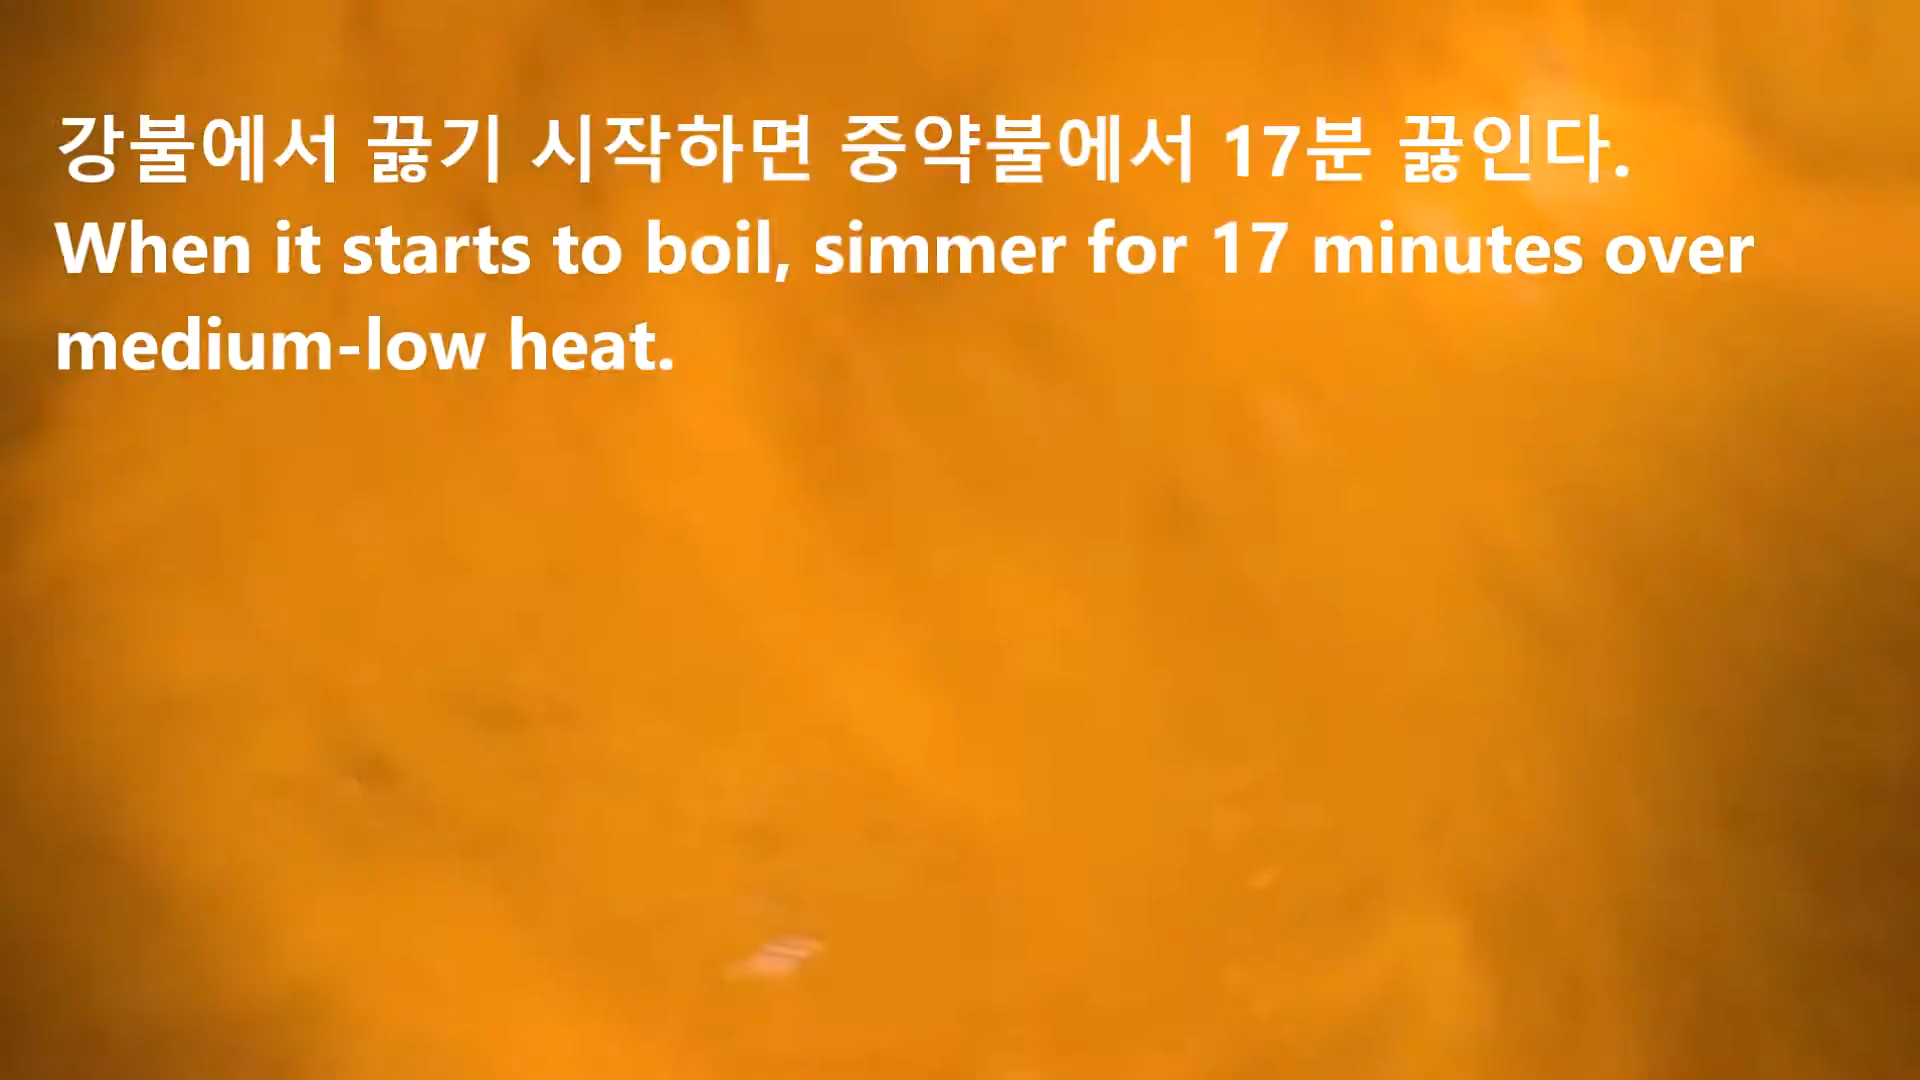 강불에서 끓기 시작하면 중약불에서 17분 끓인다.
When it starts to boil, simmer for 17 minutes over
medium-low heat.